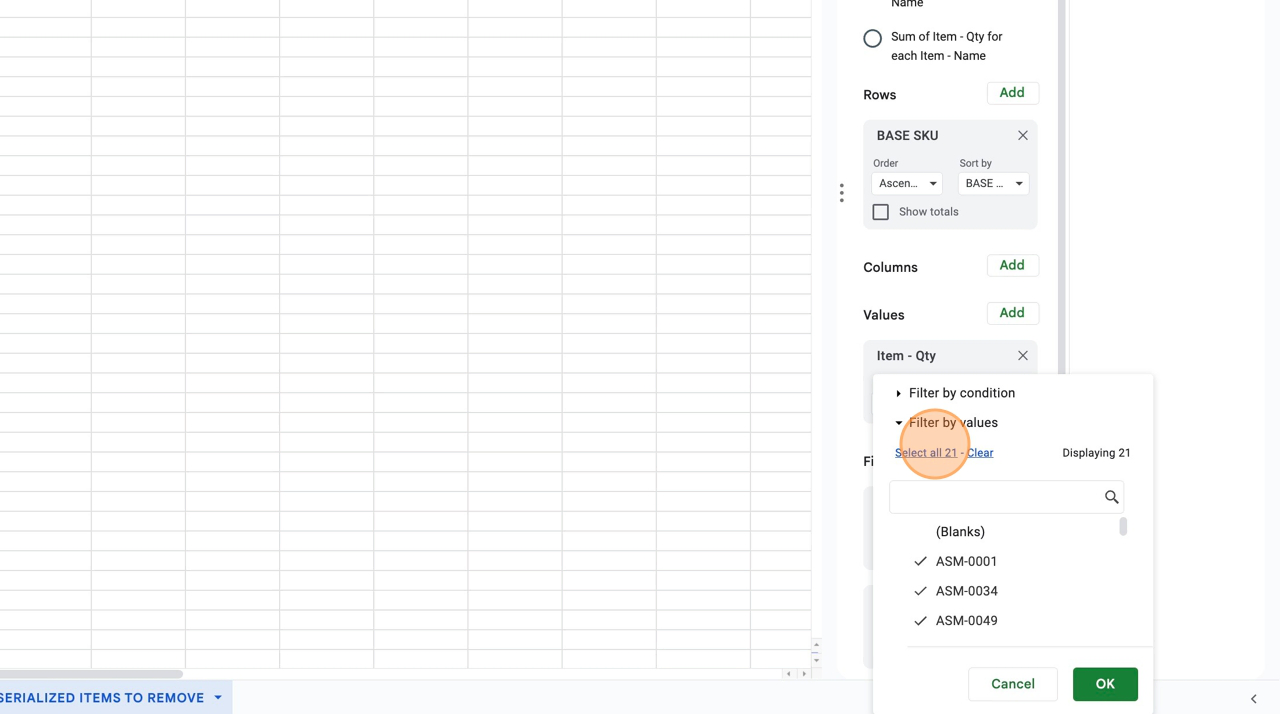 Name
Sum of Item - Qty for
each Item - Name
Rows
Add
BASE SKU
Order
Sort by
Ascen...
BASE ...
Show totals
Columns
Add
Values
Add
Item - Qty
Filter by condition
Filter by values
Fi
Select all 21 - Clear
Displaying 21
(Blanks)
ASM-0001
ASM-0034
ASM-0049
Cancel
OK
SERIALIZED ITEMS TO REMOVE